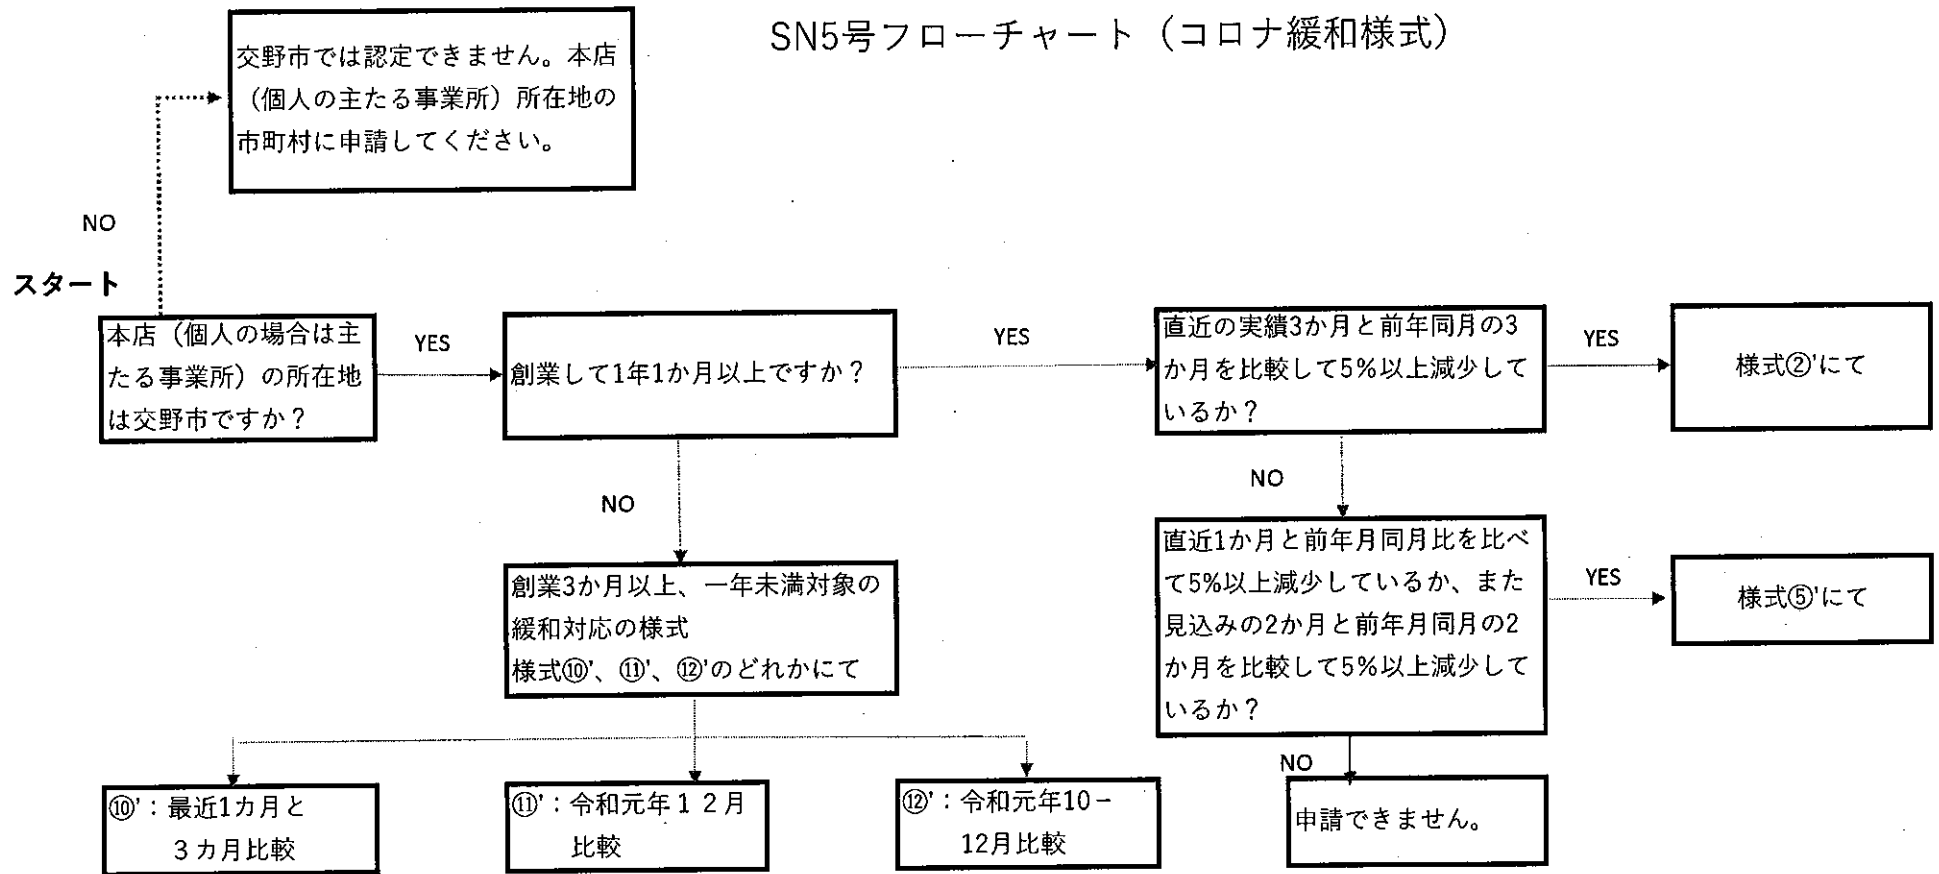 SN5号フローチャート（コロナ緩和様式）
交野市では認定できません。本店
（個人の主たる事業所）所在地の
市町村に申請してください。
NO
スタート
本店（個人の場合は主
たる事業所）の所在地
は交野市ですか？
YES
創業して1年1か月以上ですか？
YES
直近の実績3か月と前年同月の3
か月を比較して5%以上減少して
いるか？
YES
様式②'にて
NO
NO
創業3か月以上、一年未満対象の
緩和対応の様式
様式⑩'、⑪'、⑫'のどれかにて
直近1か月と前年月同月比を比べ
て5%以上減少しているか、また
見込みの2か月と前年月同月の2
か月を比較して5%以上減少して
いるか？
YES
様式⑤'にて
NO
⑩'：最近1カ月と
３カ月比較
⑪'：令和元年１２月
比較
⑫'：令和元年10－
12月比較
申請できません。